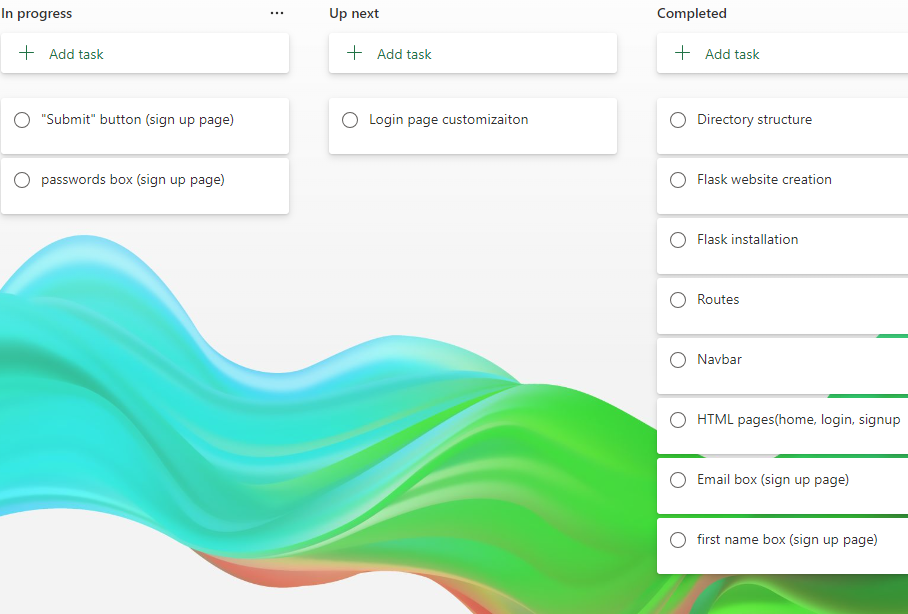 In progress
Add task
"Submit" button (sign up page)
passwords box (sign up page)
Up next
Add task
Login page customizaiton
Completed
Add task
Directory structure
Flask website creation
Flask installation
Routes
Navbar
HTML pages(home, login, signup
Email box (sign up page)
first name box (sign up page)